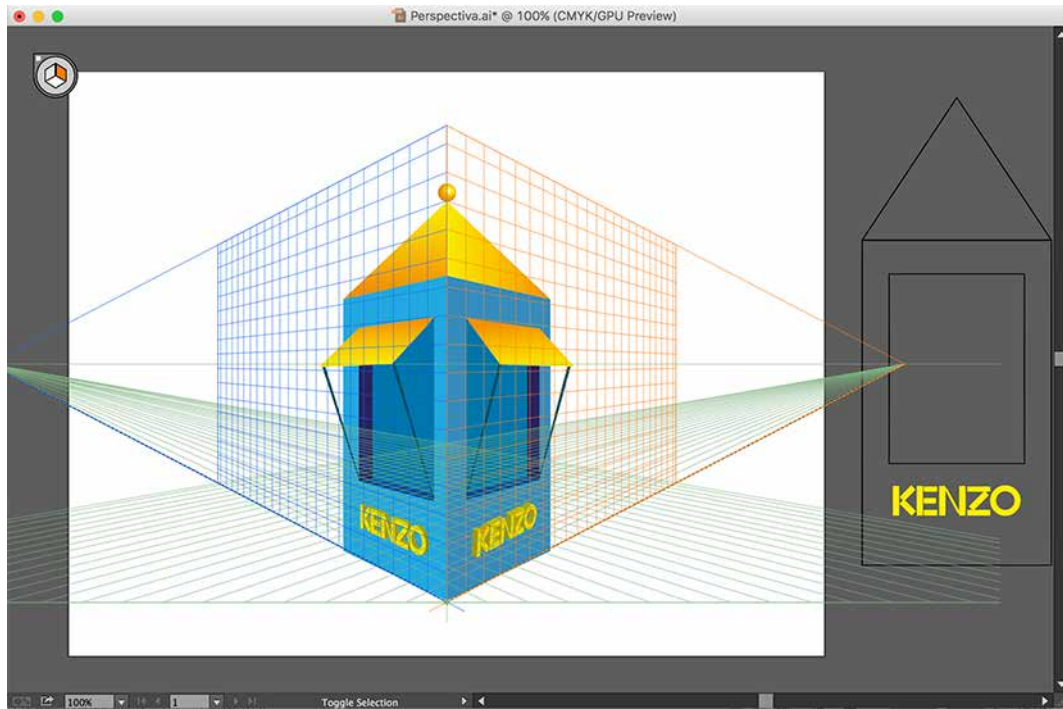 Perspectiva.ai* @ 100% (CMYK/GPU Preview)
KENZO
KENZO
KENZO
100%
1
Toggle Selection